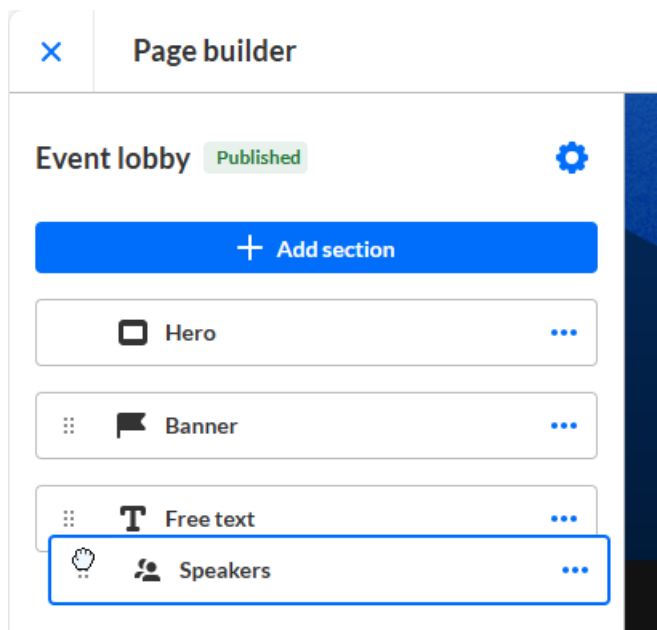 Page builder
Event lobby Published
Add section
Hero
Banner
Free text
Speakers